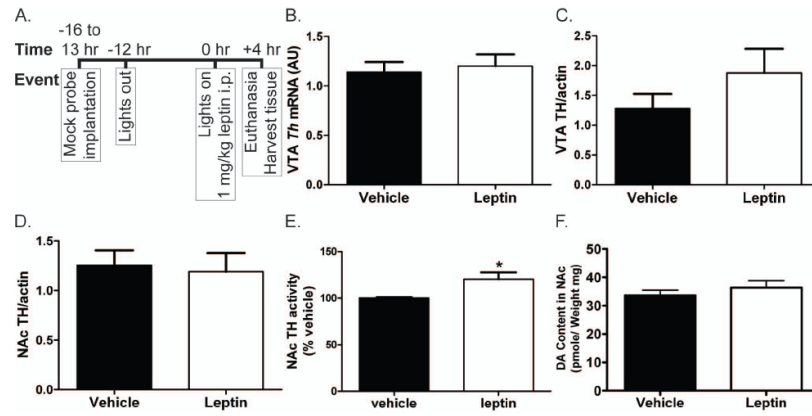 A.
-16 to
Time 13 hr -12 hr 0 hr +4 hr
Event
Mock probe
implantation
Lights out
Lights on
1 mg/kg leptin i.p.
Euthanasia
Harvest tissue
B.
VTA Th mRNA (AU)
1.5
1.0
0.5
0.0
Vehicle Leptin
C.
VTA TH/actin
2.5
2.0
1.5
1.0
0.5
0.0
Vehicle Leptin
D.
NAc TH/actin
1.5
1.0
0.5
0.0
Vehicle Leptin
E.
NAc TH activity
(% vehicle)
150
100
50
0
*
vehicle leptin
F.
DA Content in NAc
(pmole/ Weight mg)
50
40
30
20
10
0
Vehicle Leptin